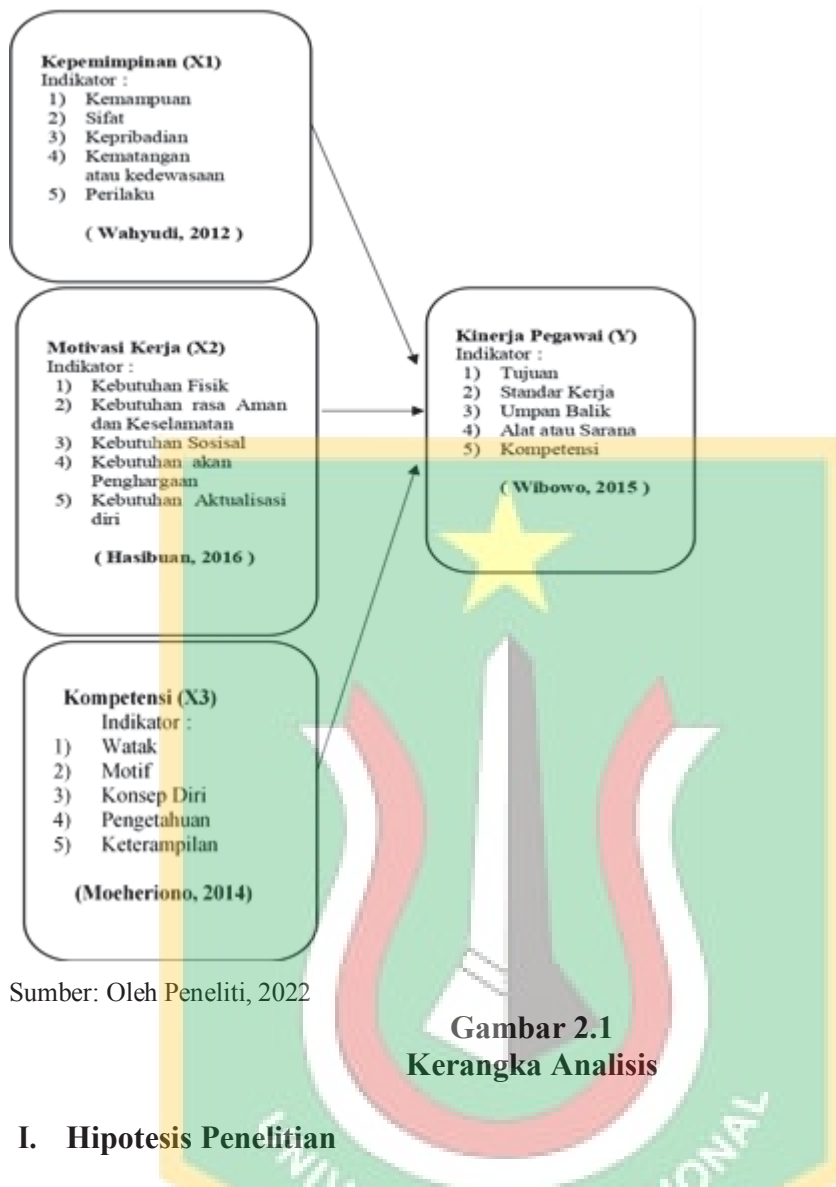 Kepemimpinan (X1)
Indikator :
1) Kemampuan
2) Sifat
3) Kepribadian
4) Kematangan
atau kedewasaan
5) Perilaku
( Wahyudi, 2012 )
Motivasi Kerja (X2)
Indikator :
1) Kebutuhan Fisik
2) Kebutuhan rasa Aman
dan Keselamatan
3) Kebutuhan Sosisal
4) Kebutuhan akan
Penghargaan
5) Kebutuhan Aktualisasi
diri
( Hasibuan, 2016 )
Kinerja Pegawai (Y)
Indikator :
1) Tujuan
2) Standar Kerja
3) Umpan Balik
4) Alat atau Sarana
5) Kompetensi
( Wibowo, 2015 )
Kompetensi (X3)
Indikator :
1) Watak
2) Motif
3) Konsep Diri
4) Pengetahuan
5) Keterampilan
(Moeheriono, 2014)
Sumber: Oleh Peneliti, 2022
Gambar 2.1
Kerangka Analisis
I. Hipotesis Penelitian